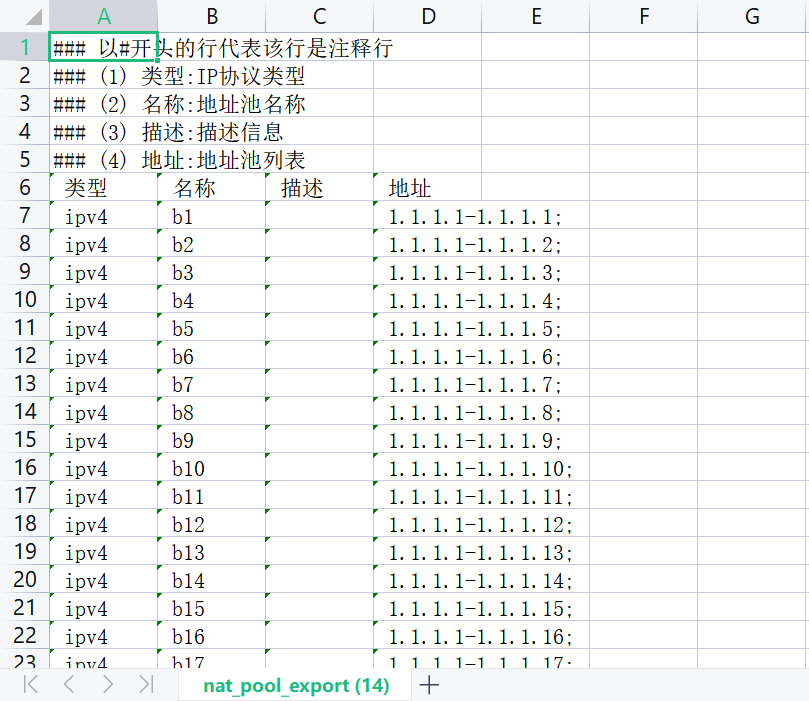 A B C D E F G
1 ### 以#开头的行代表该行是注释行
2 ### (1) 类型:IP协议类型
3 ### (2) 名称:地址池名称
4 ### (3) 描述:描述信息
5 ### (4) 地址:地址池列表
6 类型 名称 描述 地址
7 ipv4 b1 1.1.1.1-1.1.1.1;
8 ipv4 b2 1.1.1.1-1.1.1.2;
9 ipv4 b3 1.1.1.1-1.1.1.3;
10 ipv4 b4 1.1.1.1-1.1.1.4;
11 ipv4 b5 1.1.1.1-1.1.1.5;
12 ipv4 b6 1.1.1.1-1.1.1.6;
13 ipv4 b7 1.1.1.1-1.1.1.7;
14 ipv4 b8 1.1.1.1-1.1.1.8;
15 ipv4 b9 1.1.1.1-1.1.1.9;
16 ipv4 b10 1.1.1.1-1.1.1.10;
17 ipv4 b11 1.1.1.1-1.1.1.11;
18 ipv4 b12 1.1.1.1-1.1.1.12;
19 ipv4 b13 1.1.1.1-1.1.1.13;
20 ipv4 b14 1.1.1.1-1.1.1.14;
21 ipv4 b15 1.1.1.1-1.1.1.15;
22 ipv4 b16 1.1.1.1-1.1.1.16;
23 ipv4 b17 1.1.1.1-1.1.1.17;
nat_pool_export (14)